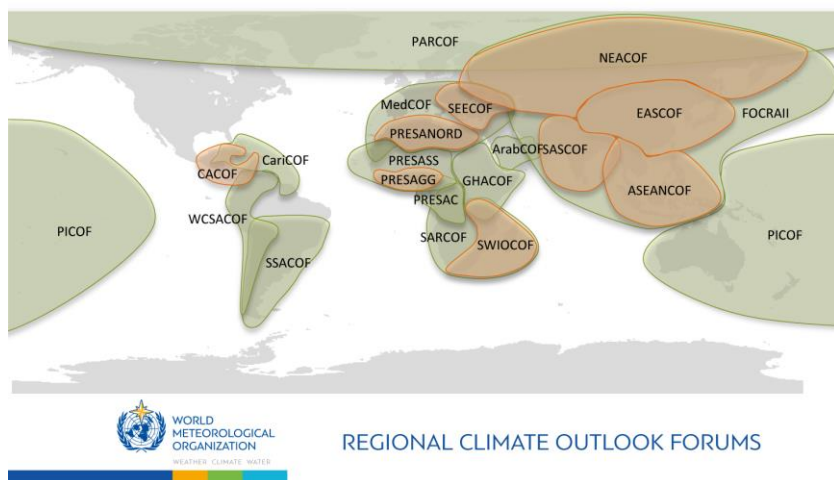 PARCOF
NEACOF
MedCOF
SEECOF
EASCOF
FOCRAII
PRESANORD
ArabCOF
SASCOF
CariCOF
PRESASS
CACOF
PRESAGG
GHACOF
ASEANCOF
PRESAC
WCSACOF
PICOF
SARCOF
SWIOCOF
PICOF
SSACOF
WORLD
METEOROLOGICAL
ORGANIZATION
WEATHER CLIMATE WATER
REGIONAL CLIMATE OUTLOOK FORUMS